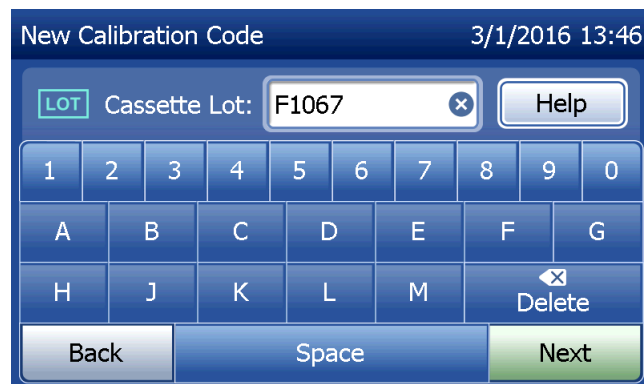 New Calibration Code 3/1/2016 13:46
LOT Cassette Lot: F1067 Help
1 2 3 4 5 6 7 8 9 0
A B C D E F G
H J K L M Delete
Back Space Next